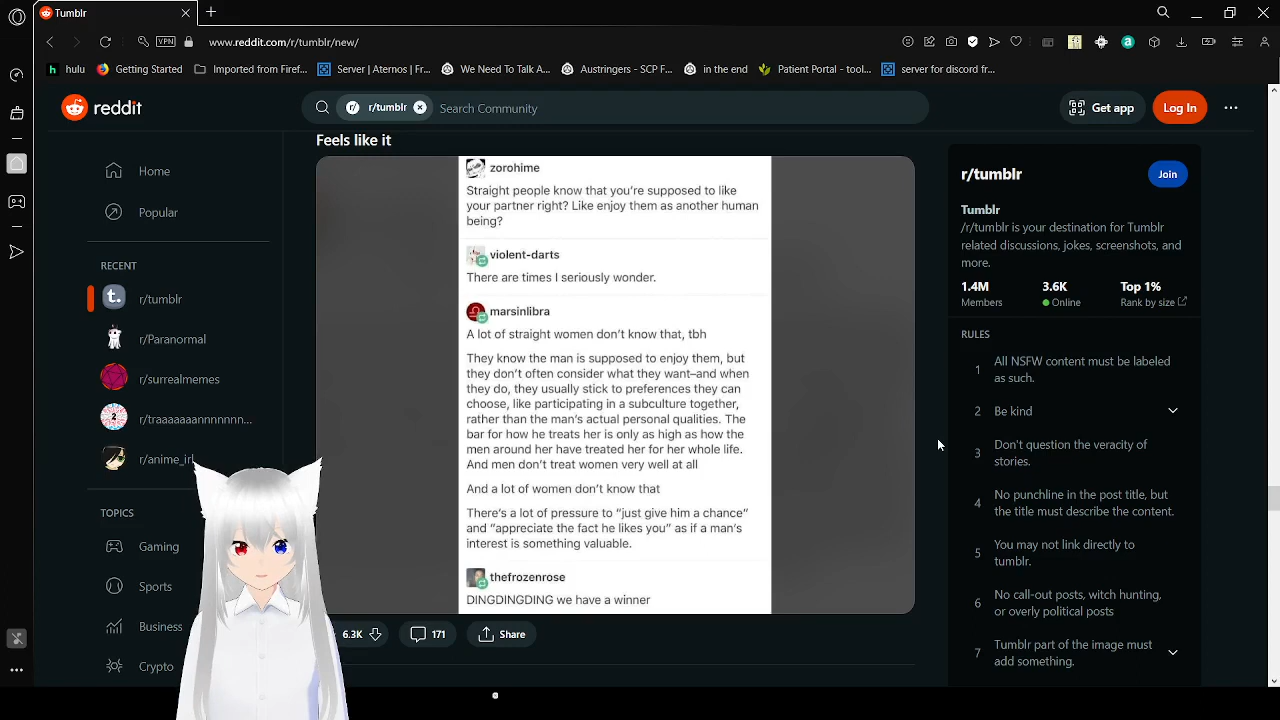 Tumblr
www.reddit.com/r/tumblr/new/
VPN
hulu
Getting Started
Imported from Firef...
Server | Aternos | Fr...
We Need To Talk A...
Austringers - SCP F...
in the end
Patient Portal - tool...
server for discord fr...
reddit
r/tumblr
Search Community
Get app
Log In
Home
Popular
RECENT
r/tumblr
r/Paranormal
r/surrealmemes
r/traaaaaaannnnnnn...
r/anime_irl
TOPICS
Gaming
Sports
Business
Crypto
Feels like it
zorohime
Straight people know that you're supposed to like
your partner right? Like enjoy them as another human
being?
violent-darts
There are times I seriously wonder.
marsinlibra
A lot of straight women don't know that, tbh
They know the man is supposed to enjoy them, but
they don't often consider what they want–and when
they do, they usually stick to preferences they can
choose, like participating in a subculture together,
rather than the man's actual personal qualities. The
bar for how he treats her is only as high as how the
men around her have treated her for her whole life.
And men don't treat women very well at all
And a lot of women don't know that
There's a lot of pressure to "just give him a chance"
and "appreciate the fact he likes you" as if a man's
interest is something valuable.
thefrozenrose
DINGDINGDING we have a winner
6.3K
171
Share
r/tumblr
Join
Tumblr
/r/tumblr is your destination for Tumblr
related discussions, jokes, screenshots, and
more.
1.4M
3.6K
Top 1%
Members
Online
Rank by size
RULES
1 All NSFW content must be labeled
as such.
2 Be kind
3 Don't question the veracity of
stories.
4 No punchline in the post title, but
the title must describe the content.
5 You may not link directly to
tumblr.
6 No call-out posts, witch hunting,
or overly political posts
7 Tumblr part of the image must
add something.